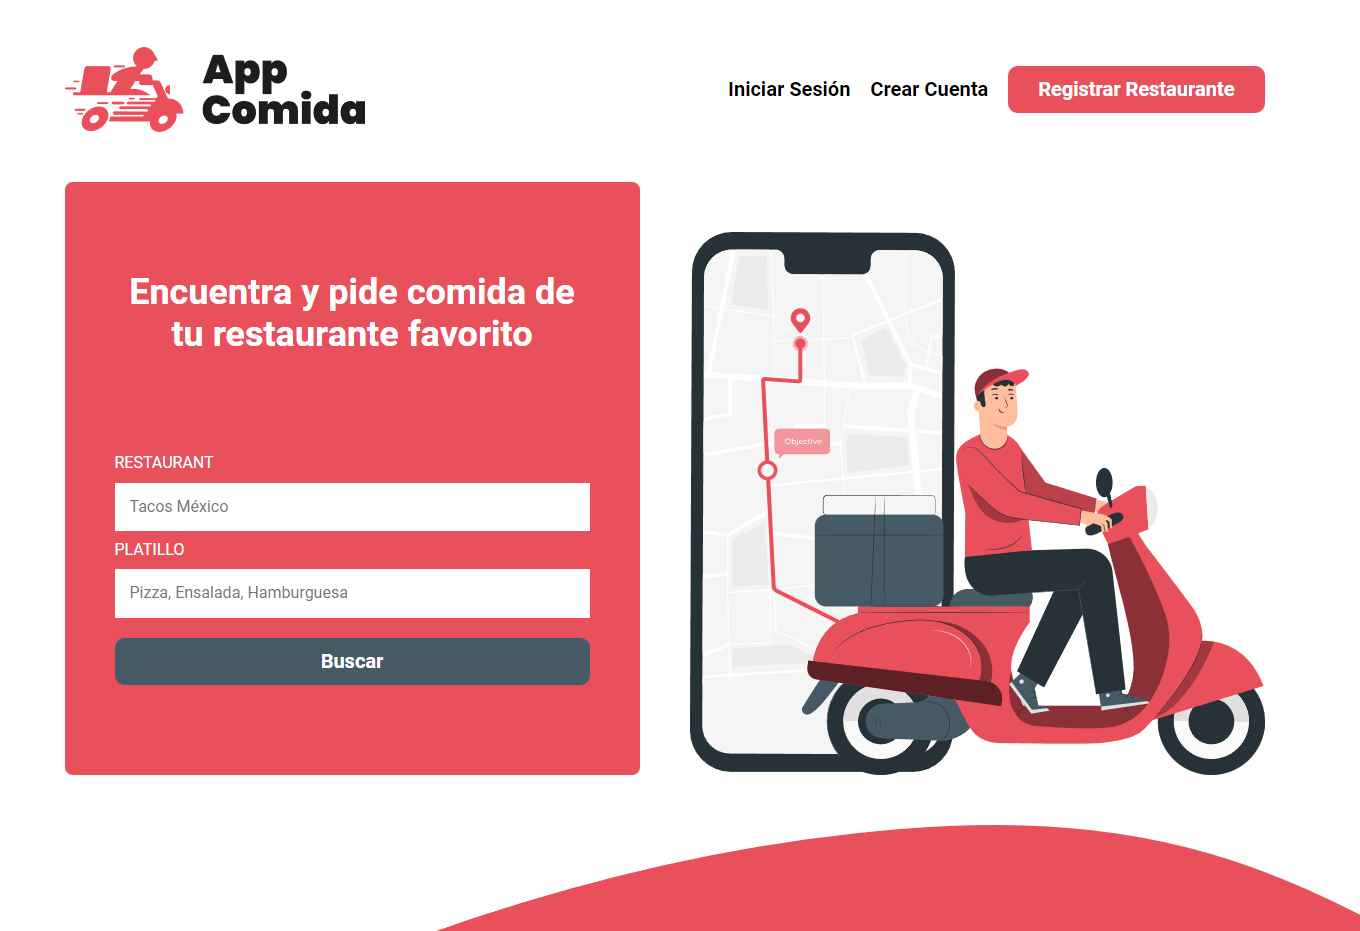 App
Comida
Iniciar Sesión
Crear Cuenta
Registrar Restaurante
Encuentra y pide comida de
tu restaurante favorito
RESTAURANT
Tacos México
PLATILLO
Pizza, Ensalada, Hamburguesa
Buscar
Objective